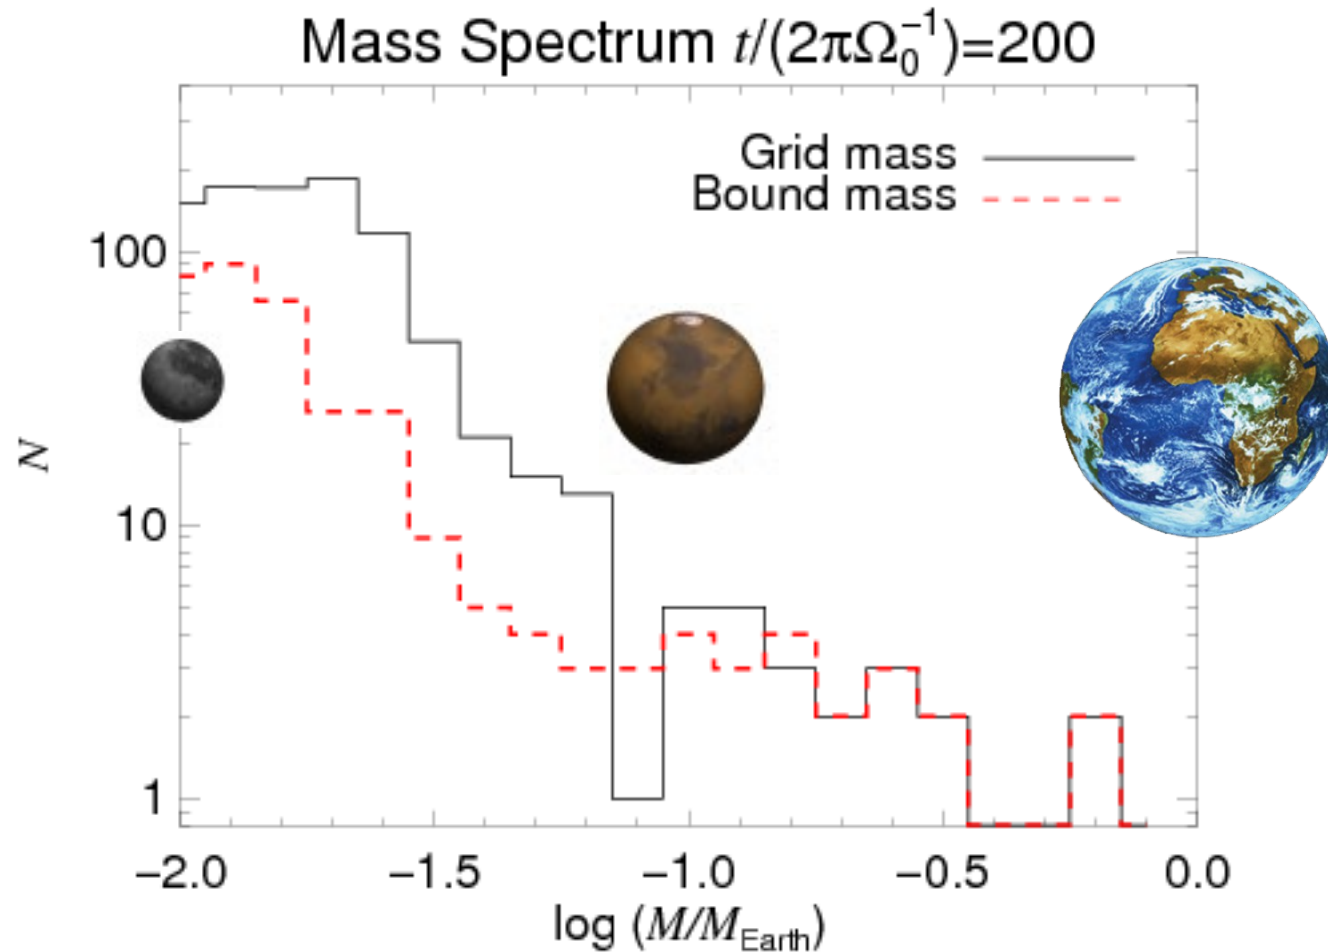 Mass Spectrum t/(2πΩ₀⁻¹)=200
Grid mass
Bound mass
100
10
1
N
−2.0 −1.5 −1.0 −0.5 0.0
log (M/M_Earth)